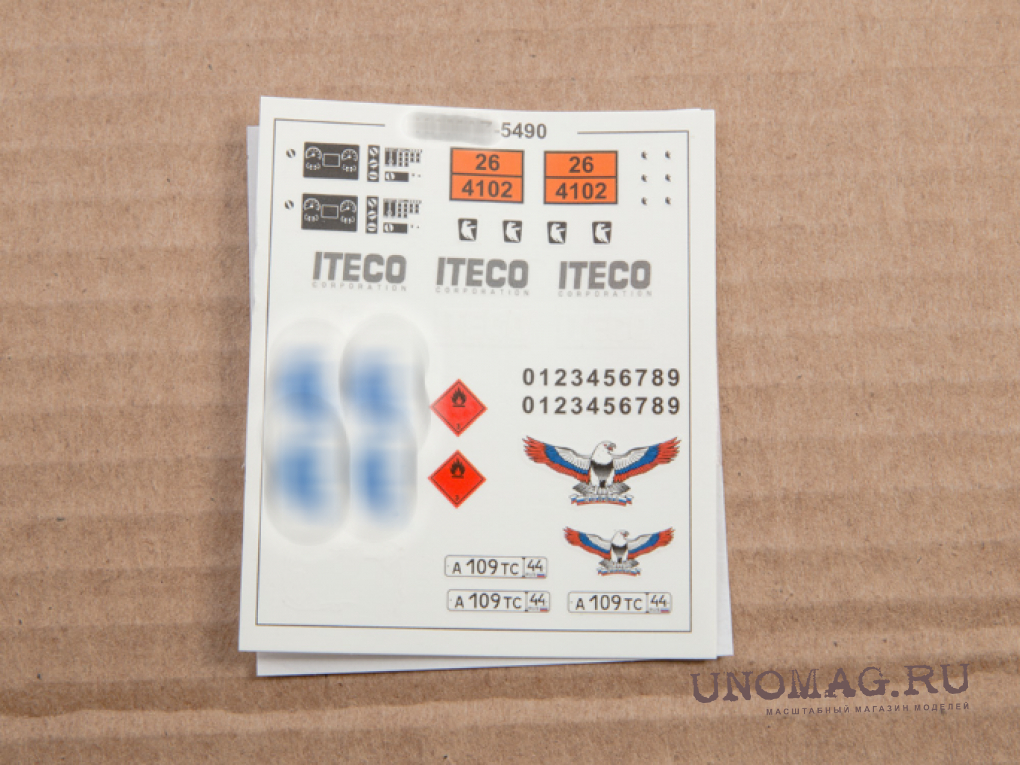 -5490
26 26
4102 4102
ITECO ITECO ITECO
CORPORATION CORPORATION CORPORATION
0123456789
0123456789
А 109 ТС 44
А 109 ТС 44 А 109 ТС 44
UNOMAG.RU
МАСШТАБНЫЙ МАГАЗИН МОДЕЛЕЙ